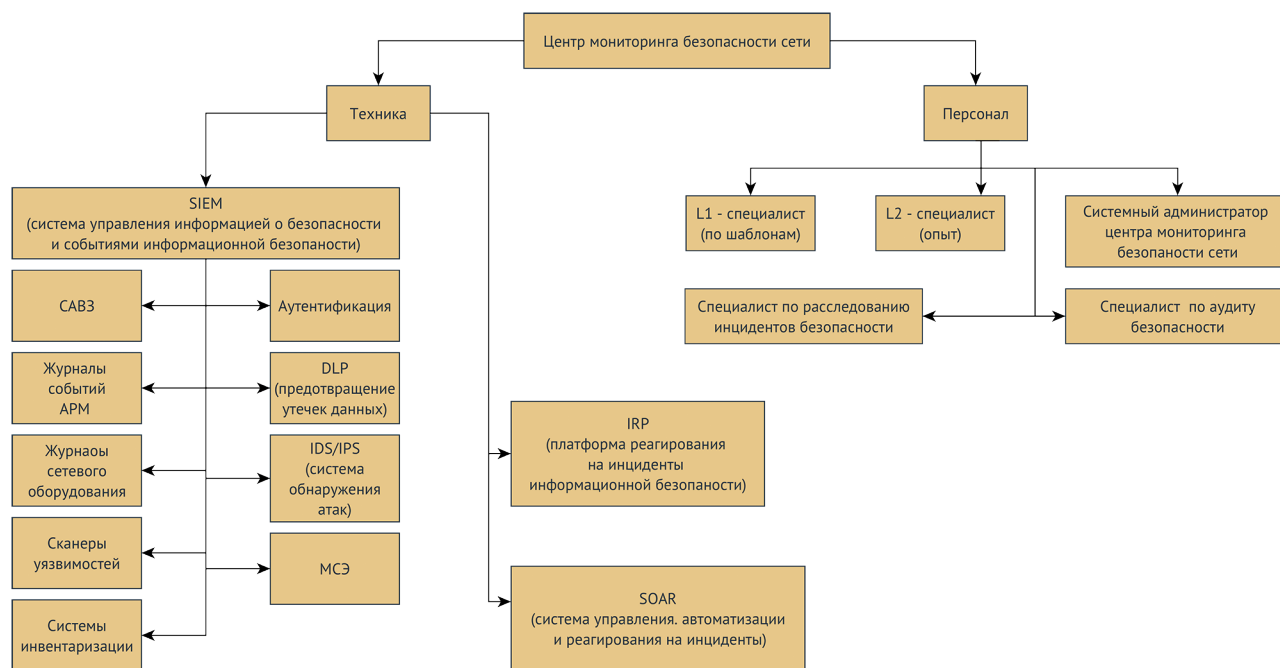 Центр мониторинга безопасности сети
Техника
Персонал
SIEM
(система управления информацией о безопасности
и событиями информационной безопаности)
L1 - специалист
(по шаблонам)
L2 - специалист
(опыт)
Системный администратор
центра мониторинга
безопаности сети
САВЗ
Аутентификация
Специалист по расследованию
инцидентов безопасности
Специалист по аудиту
безопасности
Журналы
событий
АРМ
DLP
(предотвращение
утечек данных)
IRP
(платформа реагирования
на инциденты
информационной безопаности)
Журнаоы
сетевого
оборудования
IDS/IPS
(система
обнаружения
атак)
Сканеры
уязвимостей
МСЭ
SOAR
(система управления. автоматизации
и реагирования на инциденты)
Системы
инвентаризации